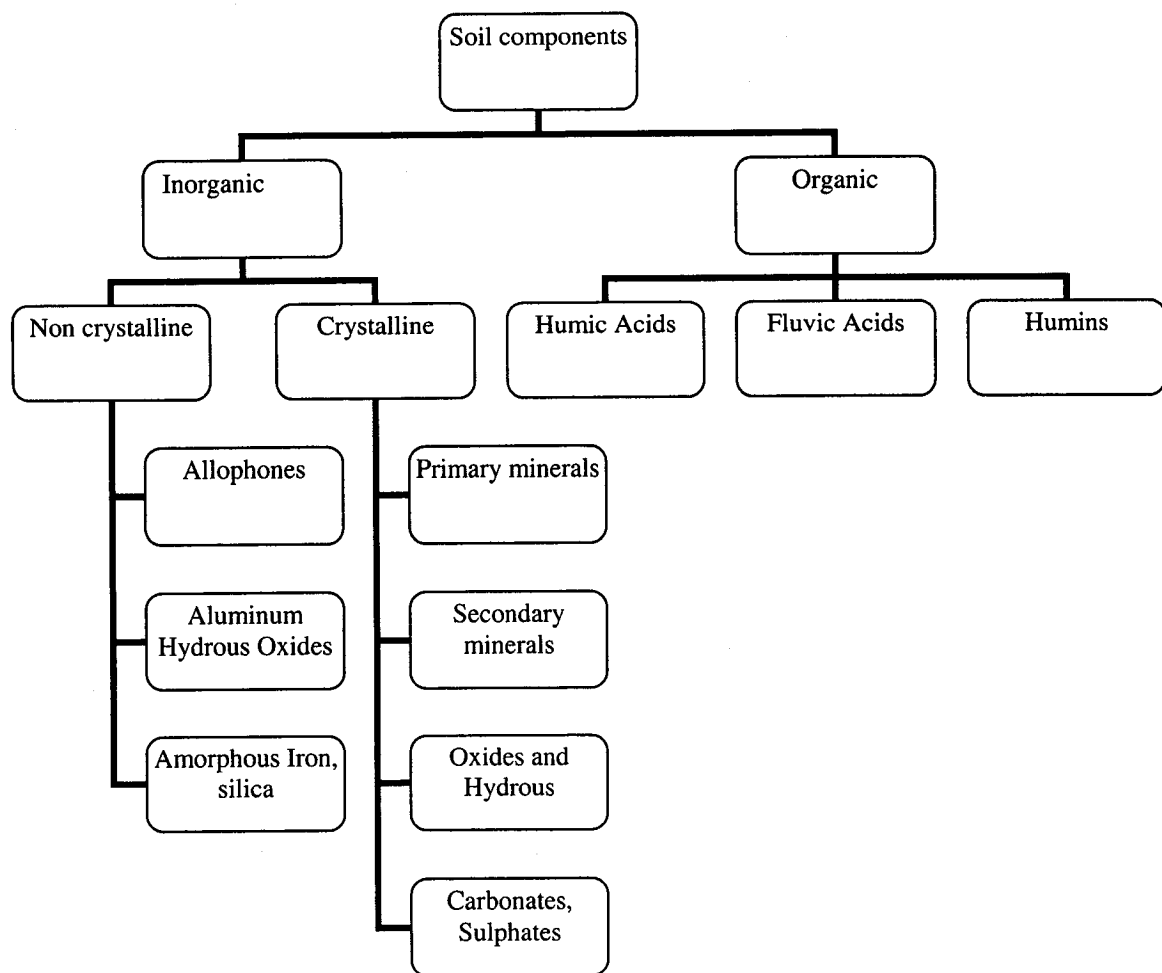 Soil components
Inorganic
Organic
Non crystalline
Crystalline
Humic Acids
Fluvic Acids
Humins
Allophones
Primary minerals
Aluminum
Hydrous Oxides
Secondary
minerals
Amorphous Iron,
silica
Oxides and
Hydrous
Carbonates,
Sulphates